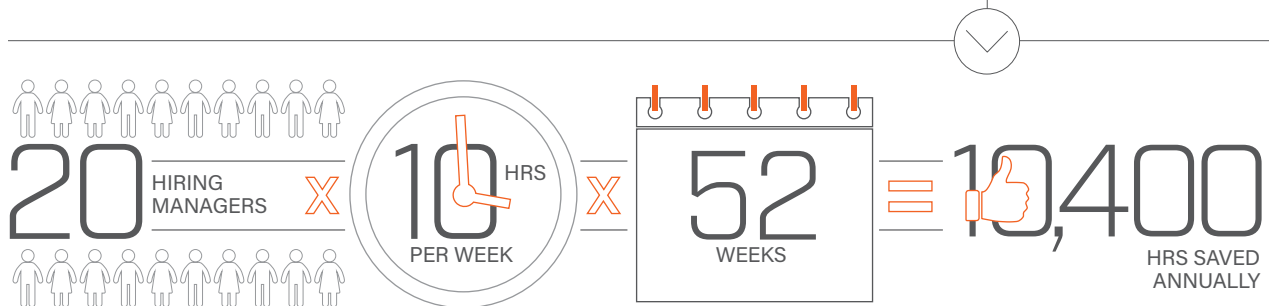 20
HIRING
MANAGERS
X
10
HRS
PER WEEK
X
52
WEEKS
=
10,400
HRS SAVED
ANNUALLY